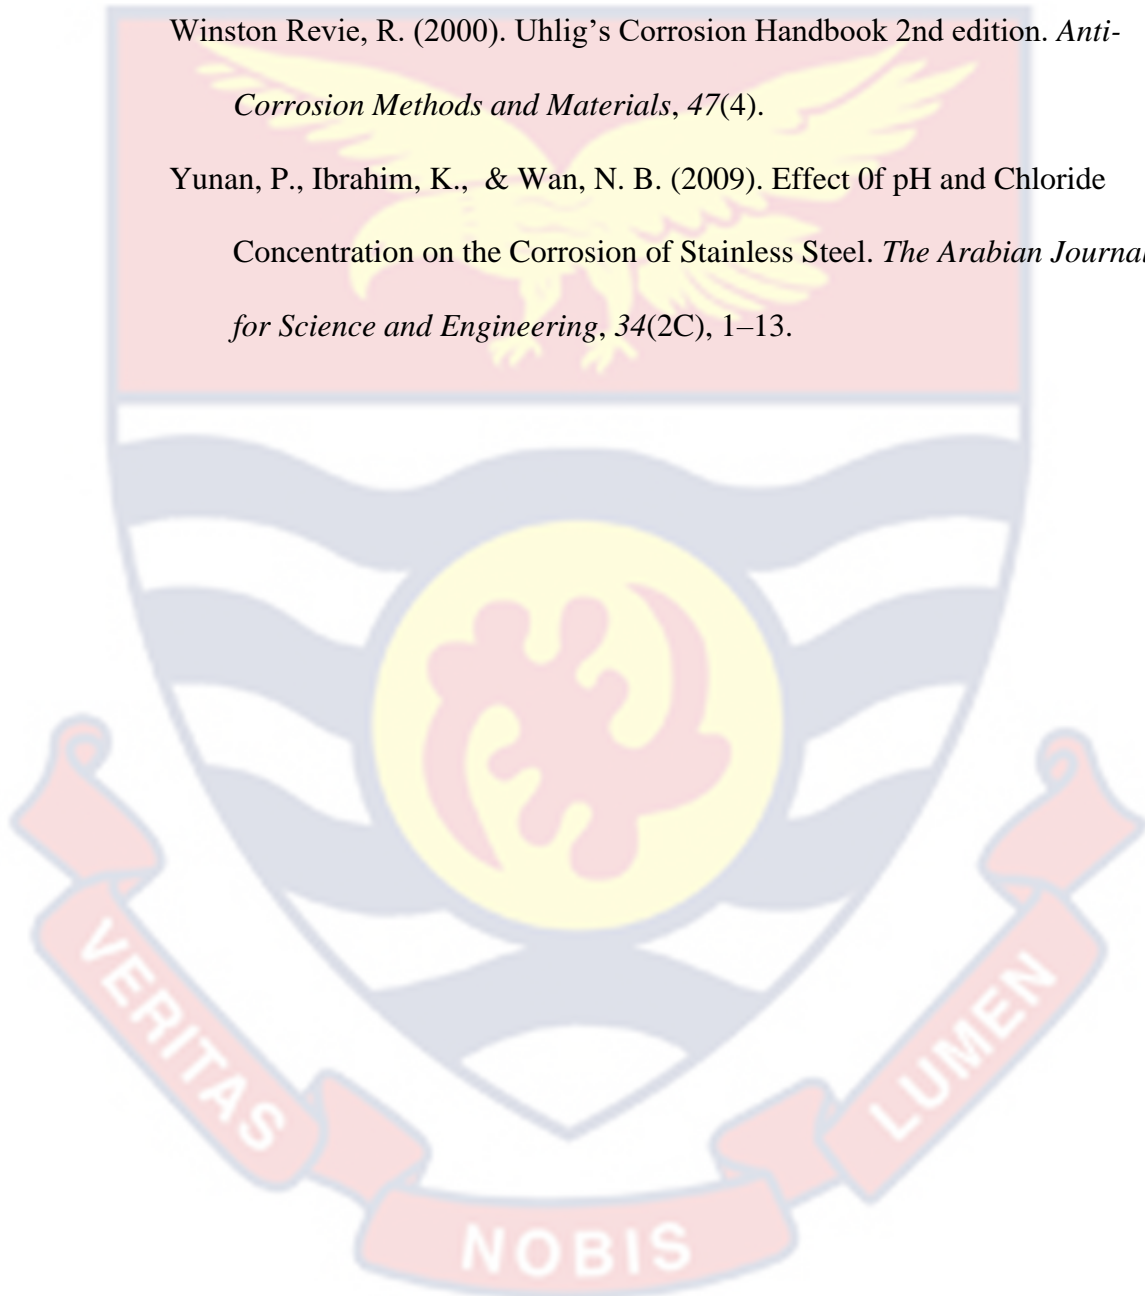 Winston Revie, R. (2000). Uhlig’s Corrosion Handbook 2nd edition. Anti-
Corrosion Methods and Materials, 47(4).
Yunan, P., Ibrahim, K., & Wan, N. B. (2009). Effect 0f pH and Chloride
Concentration on the Corrosion of Stainless Steel. The Arabian Journal
for Science and Engineering, 34(2C), 1–13.
VERITAS
NOBIS
LUMEN